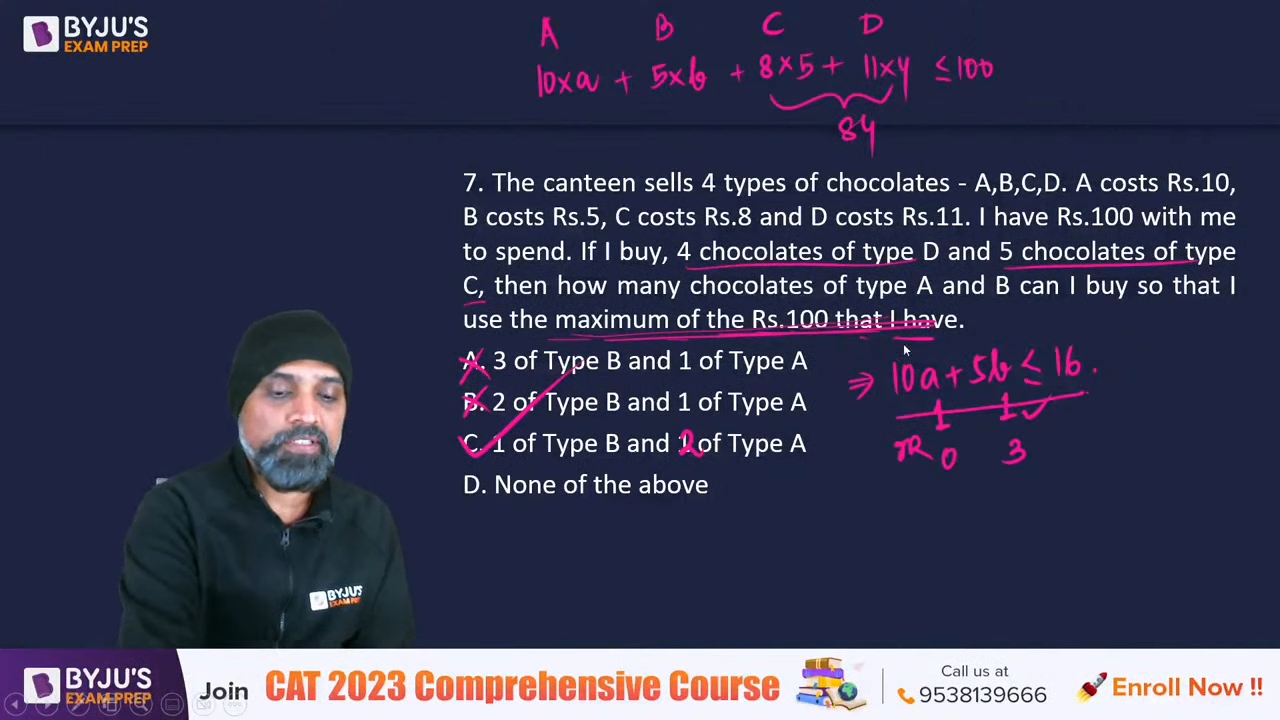 BYJU'S
EXAM PREP
A B C D
10×a + 5×b + 8×5 + 11×4 ≤100
84
7. The canteen sells 4 types of chocolates - A,B,C,D. A costs Rs.10,
B costs Rs.5, C costs Rs.8 and D costs Rs.11. I have Rs.100 with me
to spend. If I buy, 4 chocolates of type D and 5 chocolates of type
C, then how many chocolates of type A and B can I buy so that I
use the maximum of the Rs.100 that I have.
A. 3 of Type B and 1 of Type A
B. 2 of Type B and 1 of Type A
C. 1 of Type B and 2 of Type A
D. None of the above
⇒ 10a+5b ≤ 16.
1 1 ✓
OR 0 3
BYJU'S
EXAM PREP
BYJU'S
EXAM PREP
Join CAT 2023 Comprehensive Course
Call us at
9538139666
Enroll Now !!